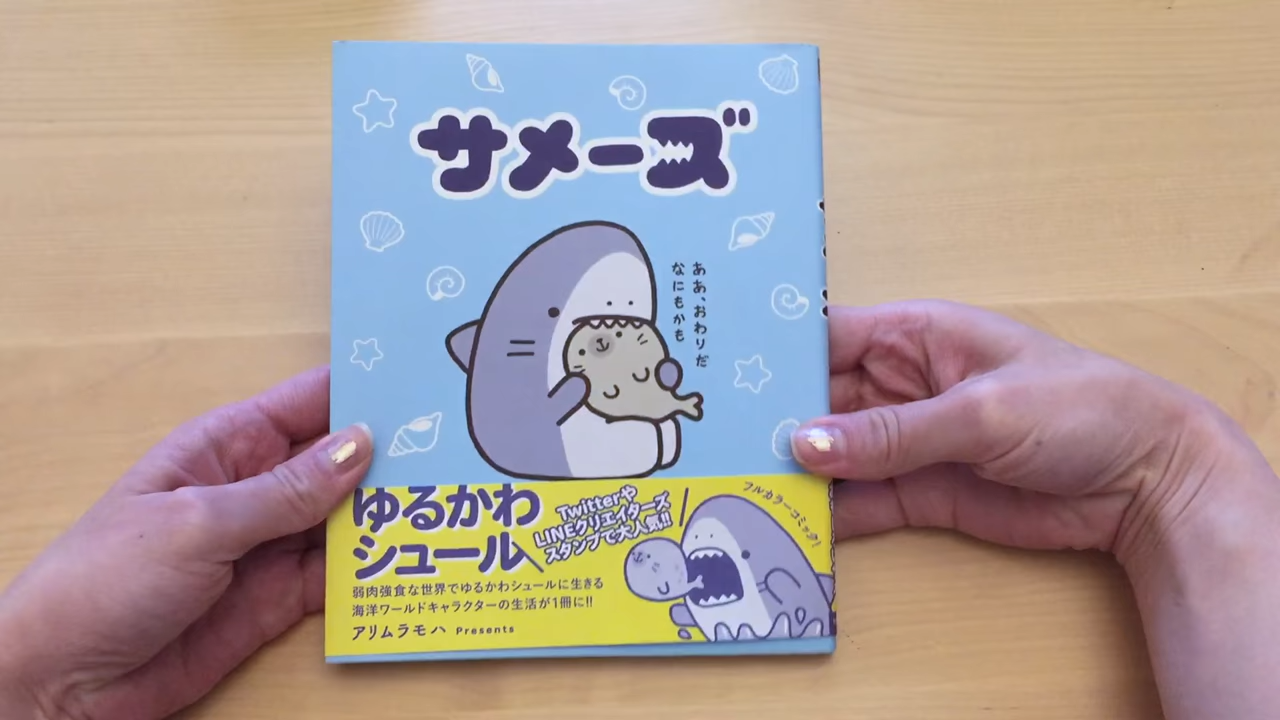 サメーズ
ああ、おわりだ
なにもかも
ゆるかわ
シュール
Twitterや
LINEクリエイターズ
スタンプで大人気!!
フルカラーコミック!
弱肉強食な世界でゆるかわシュールに生きる
海洋ワールドキャラクターの生活が1冊に!!
アリムラモハ Presents